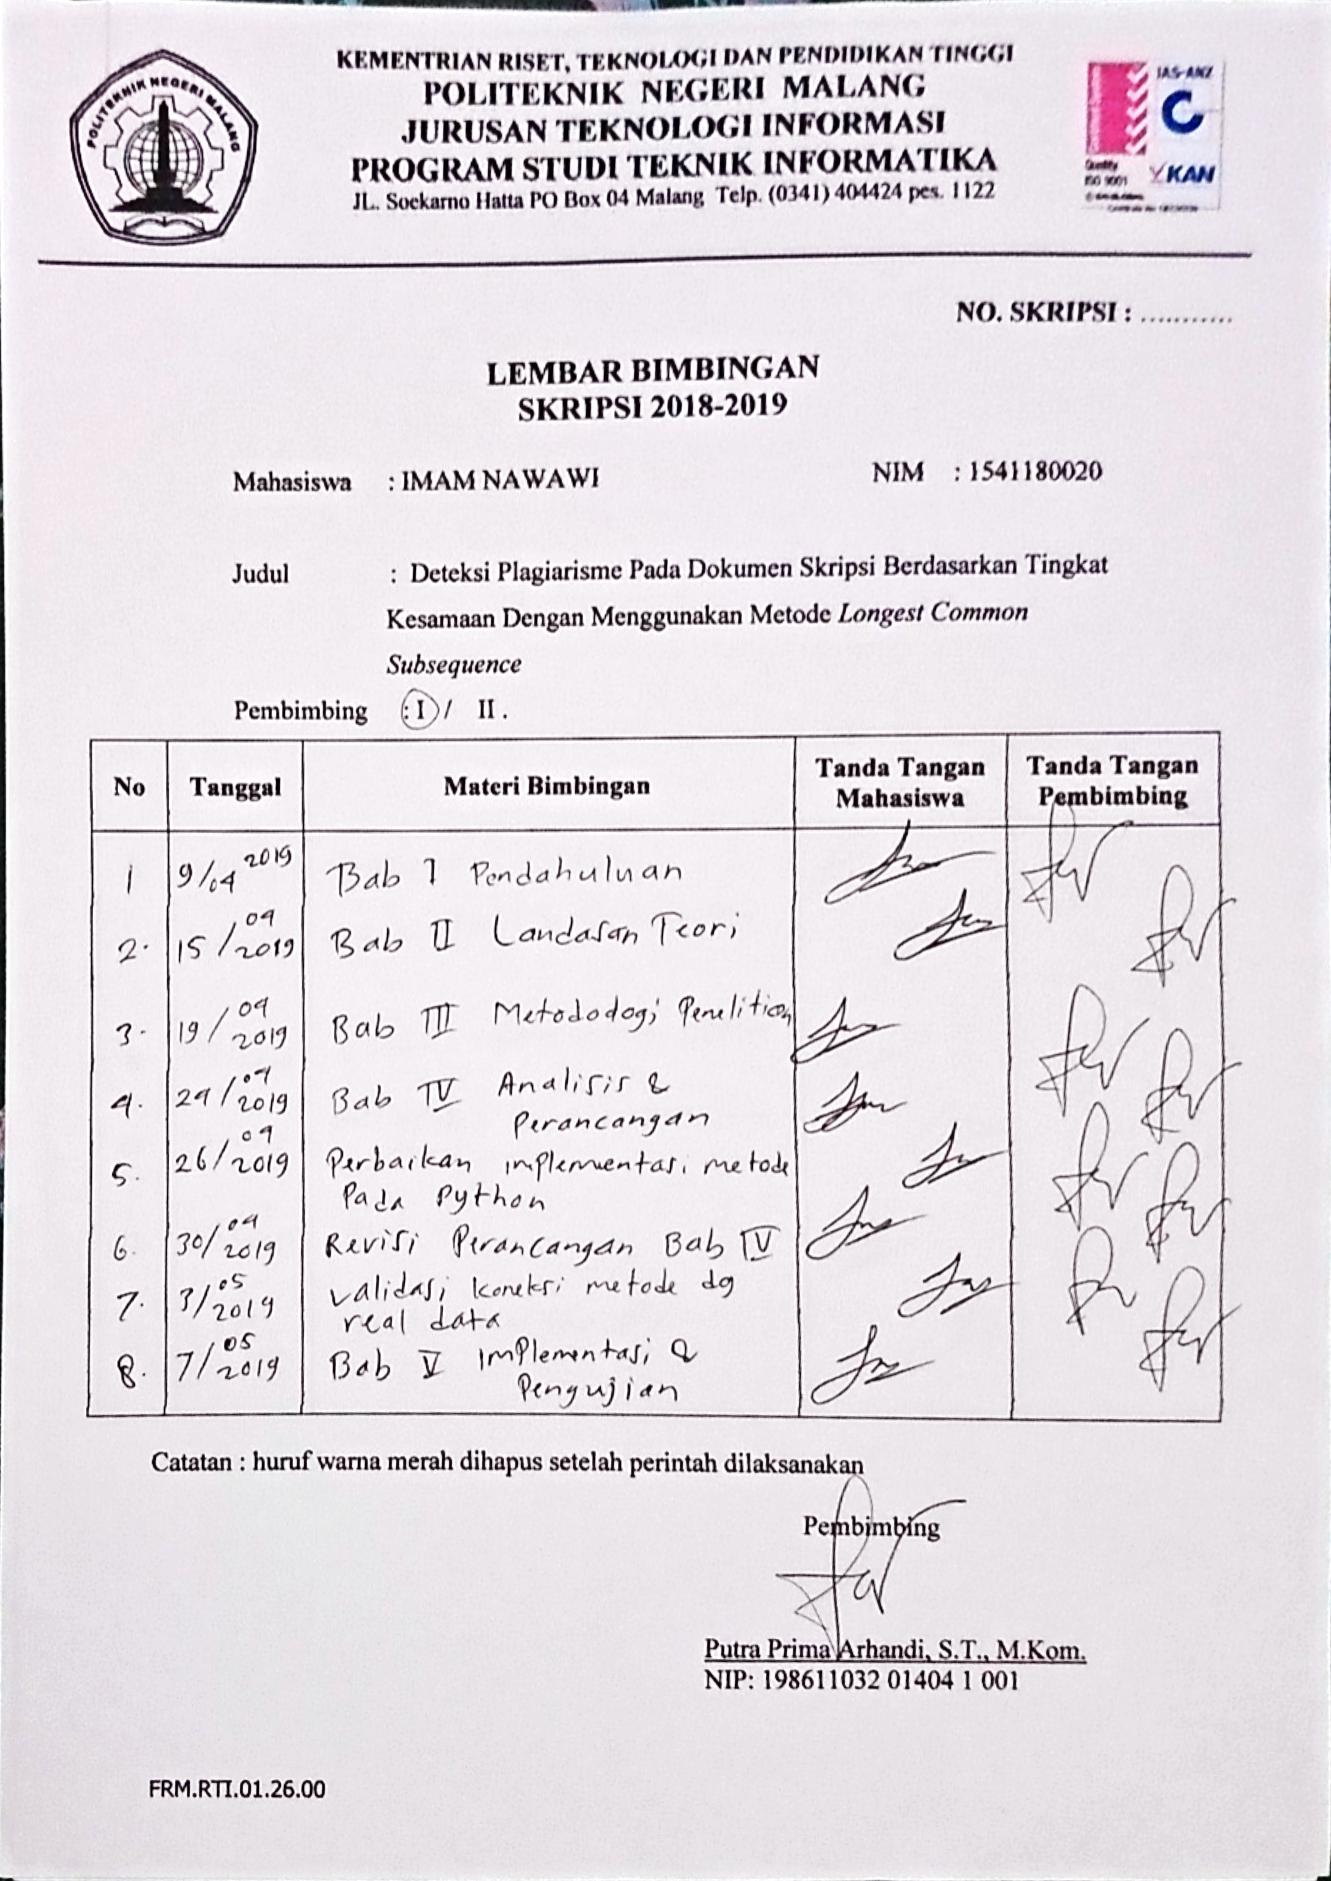 POLITEKNIK NEGERI MALANG
KEMENTRIAN RISET, TEKNOLOGI DAN PENDIDIKAN TINGGI
POLITEKNIK NEGERI MALANG
JURUSAN TEKNOLOGI INFORMASI
PROGRAM STUDI TEKNIK INFORMATIKA
JL. Soekarno Hatta PO Box 04 Malang Telp. (0341) 404424 pes. 1122
JAS-ANZ
C
Quality
ISO 9001
KAN
NO. SKRIPSI : ...........
LEMBAR BIMBINGAN
SKRIPSI 2018-2019
Mahasiswa : IMAM NAWAWI NIM : 1541180020
Judul : Deteksi Plagiarisme Pada Dokumen Skripsi Berdasarkan Tingkat
Kesamaan Dengan Menggunakan Metode Longest Common
Subsequence
Pembimbing : I / II .
No Tanggal Materi Bimbingan Tanda Tangan Mahasiswa Tanda Tangan Pembimbing
1 9/04 2019 Bab I Pendahuluan
2. 15/04 2019 Bab II Landasan Teori
3. 19/04 2019 Bab III Metododogi Penelitian
4. 24/04 2019 Bab IV Analisis &
Perancangan
5. 26/04 2019 Perbaikan implementasi metode
Pada Python
6. 30/04 2019 Revisi Perancangan Bab IV
7. 3/05 2019 validasi koneksi metode dg
real data
8. 7/05 2019 Bab V Implementasi &
Pengujian
Catatan : huruf warna merah dihapus setelah perintah dilaksanakan
Pembimbing
Putra Prima Arhandi, S.T., M.Kom.
NIP: 198611032 01404 1 001
FRM.RTI.01.26.00